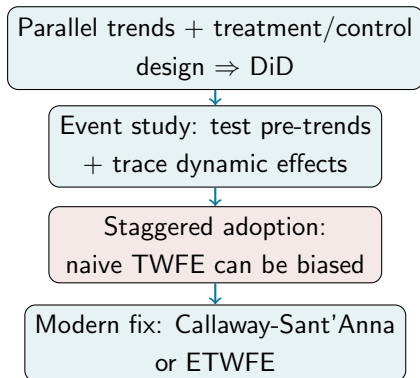 Parallel trends + treatment/control
design ⇒ DiD
Event study: test pre-trends
+ trace dynamic effects
Staggered adoption:
naive TWFE can be biased
Modern fix: Callaway-Sant'Anna
or ETWFE